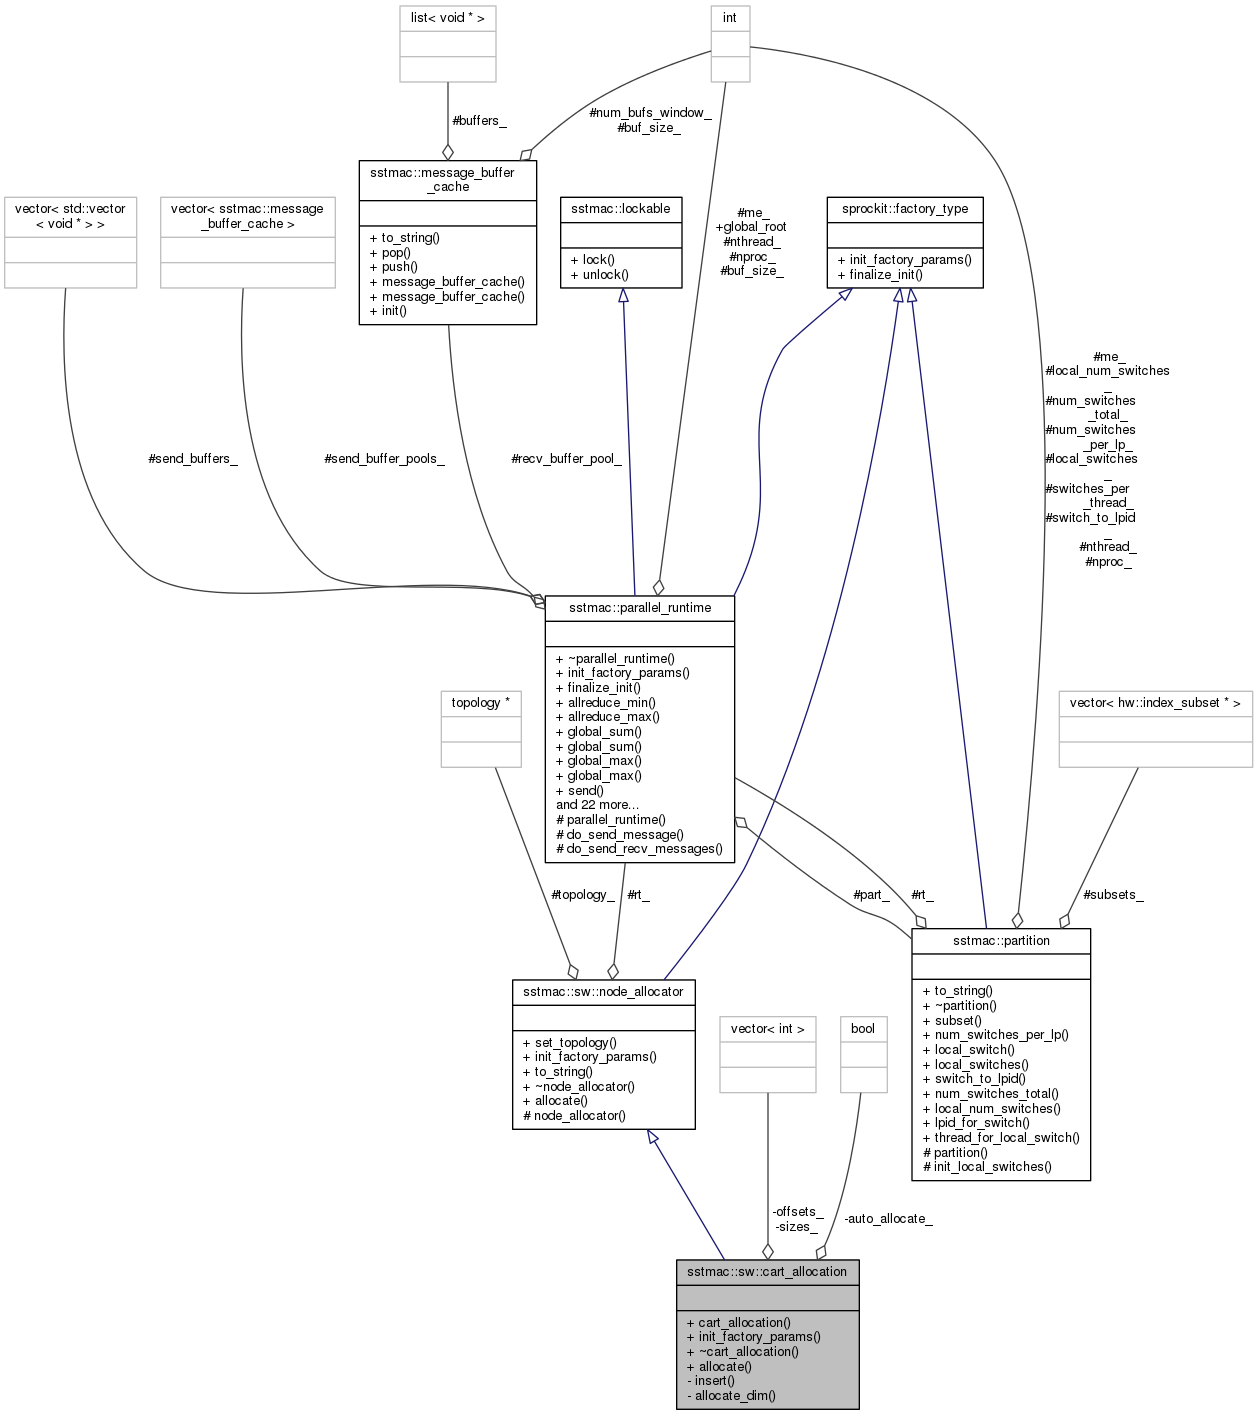 list< void * >
int
#buffers_
#num_bufs_window_
#buf_size_
sstmac::message_buffer
_cache
+ to_string()
+ pop()
+ push()
+ message_buffer_cache()
+ message_buffer_cache()
+ init()
vector< std::vector
< void * > >
vector< sstmac::message
_buffer_cache >
sstmac::lockable
+ lock()
+ unlock()
#me_
+global_root
#nthread_
#nproc_
#buf_size_
sprockit::factory_type
+ init_factory_params()
+ finalize_init()
#me_
#local_num_switches
_
#num_switches
_total_
#num_switches
_per_lp_
#local_switches
_
#switches_per
_thread_
#switch_to_lpid
_
#nthread_
#nproc_
#send_buffers_
#send_buffer_pools_
#recv_buffer_pool_
sstmac::parallel_runtime
+ ~parallel_runtime()
+ init_factory_params()
+ finalize_init()
+ allreduce_min()
+ allreduce_max()
+ global_sum()
+ global_sum()
+ global_max()
+ global_max()
+ send()
and 22 more...
# parallel_runtime()
# do_send_message()
# do_send_recv_messages()
topology *
vector< hw::index_subset * >
#topology_
#rt_
#part_
#rt_
#subsets_
sstmac::partition
+ to_string()
+ ~partition()
+ subset()
+ num_switches_per_lp()
+ local_switch()
+ local_switches()
+ switch_to_lpid()
+ num_switches_total()
+ local_num_switches()
+ lpid_for_switch()
+ thread_for_local_switch()
# partition()
# init_local_switches()
sstmac::sw::node_allocator
+ set_topology()
+ init_factory_params()
+ to_string()
+ ~node_allocator()
+ allocate()
# node_allocator()
vector< int >
bool
-offsets_
-sizes_
-auto_allocate_
sstmac::sw::cart_allocation
+ cart_allocation()
+ init_factory_params()
+ ~cart_allocation()
+ allocate()
- insert()
- allocate_dim()